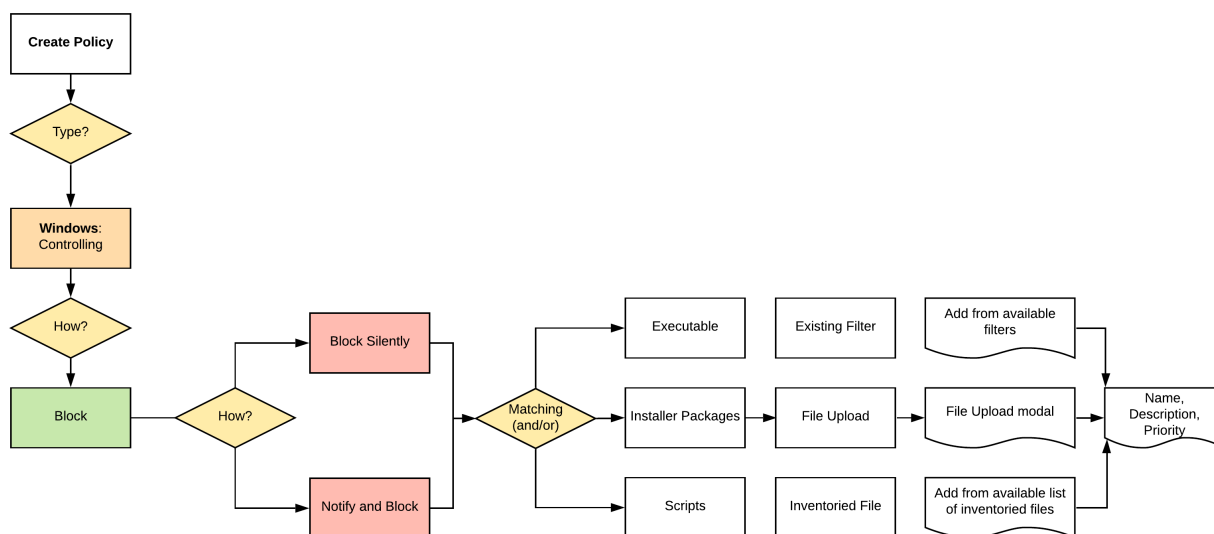 Create Policy
Type?
Windows:
Controlling
How?
Block
How?
Block Silently
Notify and Block
Matching
(and/or)
Executable
Installer Packages
Scripts
Existing Filter
File Upload
Inventoried File
Add from available
filters
File Upload modal
Add from available list
of inventoried files
Name,
Description,
Priority